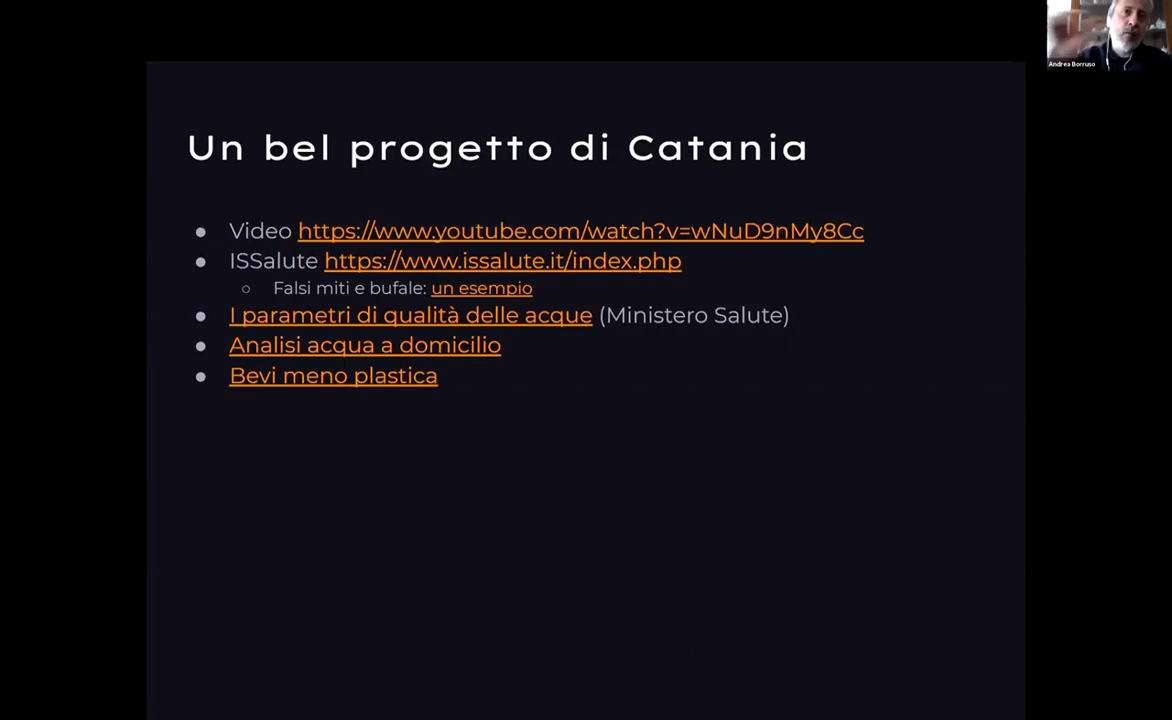 Andrea Borruso
Un bel progetto di Catania
Video https://www.youtube.com/watch?v=wNuD9nMy8Cc
ISSalute https://www.issalute.it/index.php
Falsi miti e bufale: un esempio
I parametri di qualità delle acque (Ministero Salute)
Analisi acqua a domicilio
Bevi meno plastica